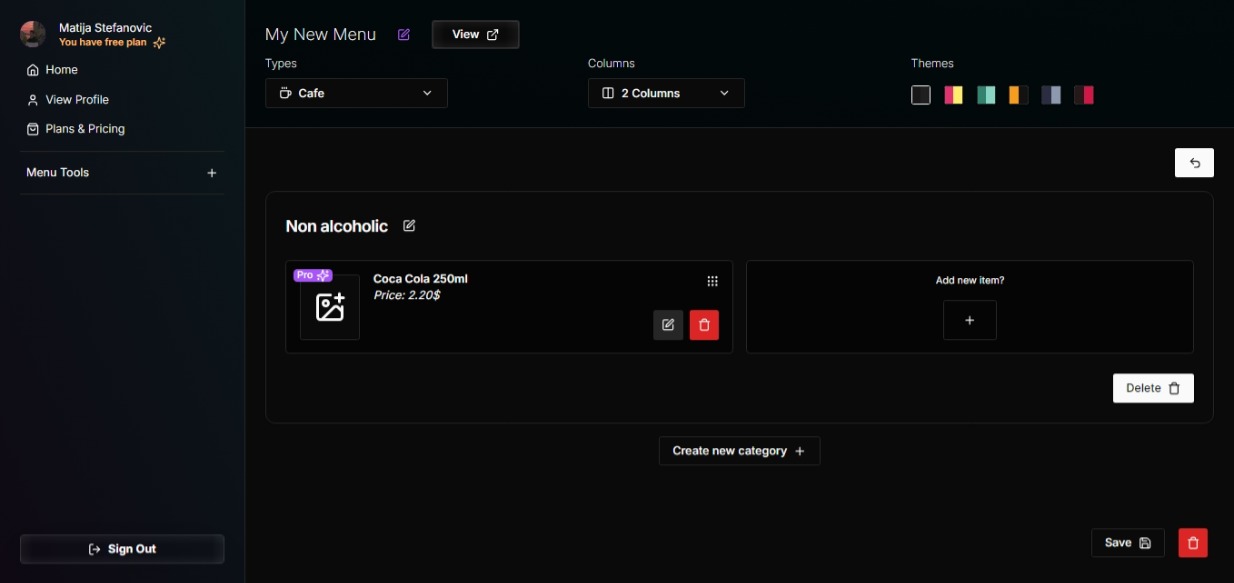 Matija Stefanovic
You have free plan
Home
View Profile
Plans & Pricing
Menu Tools
Sign Out
My New Menu
View
Types
Columns
Themes
Cafe
2 Columns
Non alcoholic
Pro
Coca Cola 250ml
Price: 2.20$
Add new item?
Delete
Create new category
Save